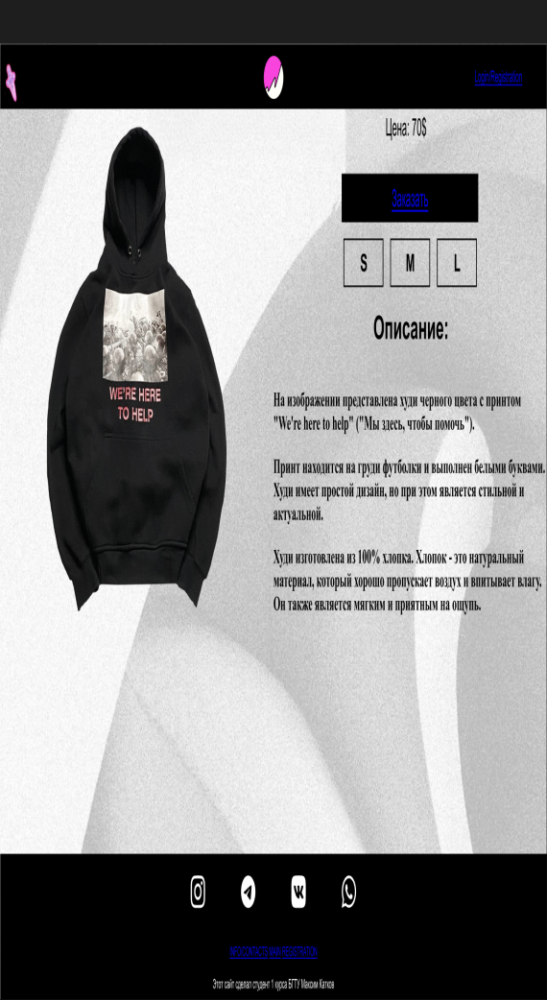 Login/Registration
Цена: 70$
Заказать
S M L
Описание:
WE'RE HERE
TO HELP
На изображении представлена худи черного цвета с принтом
"We're here to help" ("Мы здесь, чтобы помочь").
Принт находится на груди футболки и выполнен белыми буквами.
Худи имеет простой дизайн, но при этом является стильной и
актуальной.
Худи изготовлена из 100% хлопка. Хлопок - это натуральный
материал, который хорошо пропускает воздух и впитывает влагу.
Он также является мягким и приятным на ощупь.
Этот сайт сделал студент 1 курса БГТУ Максим Катков